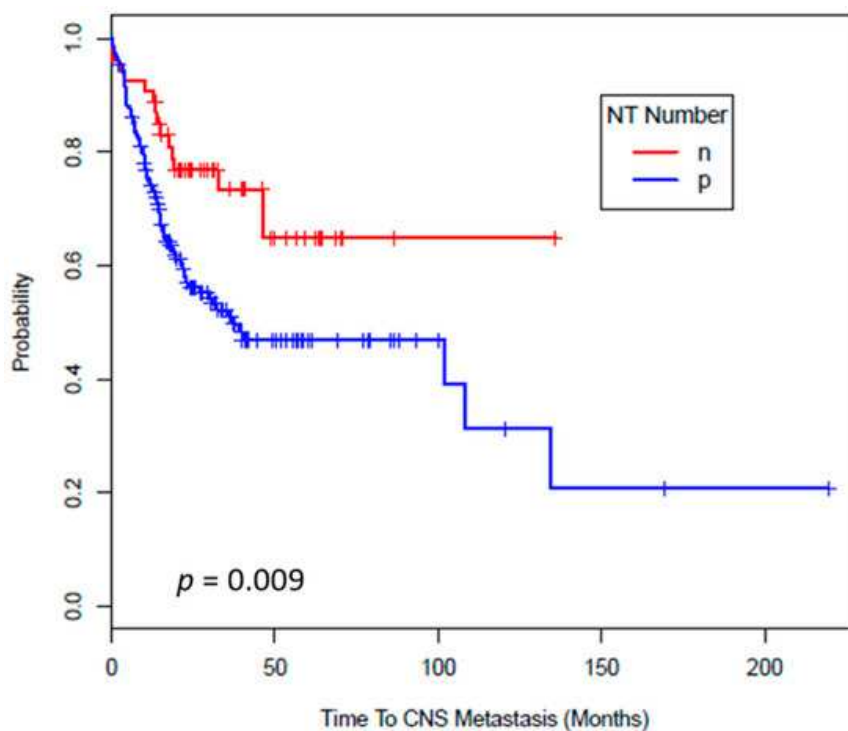 1.0
0.8
0.6
0.4
0.2
0.0
Probability
NT Number
n
p
p = 0.009
0 50 100 150 200
Time To CNS Metastasis (Months)